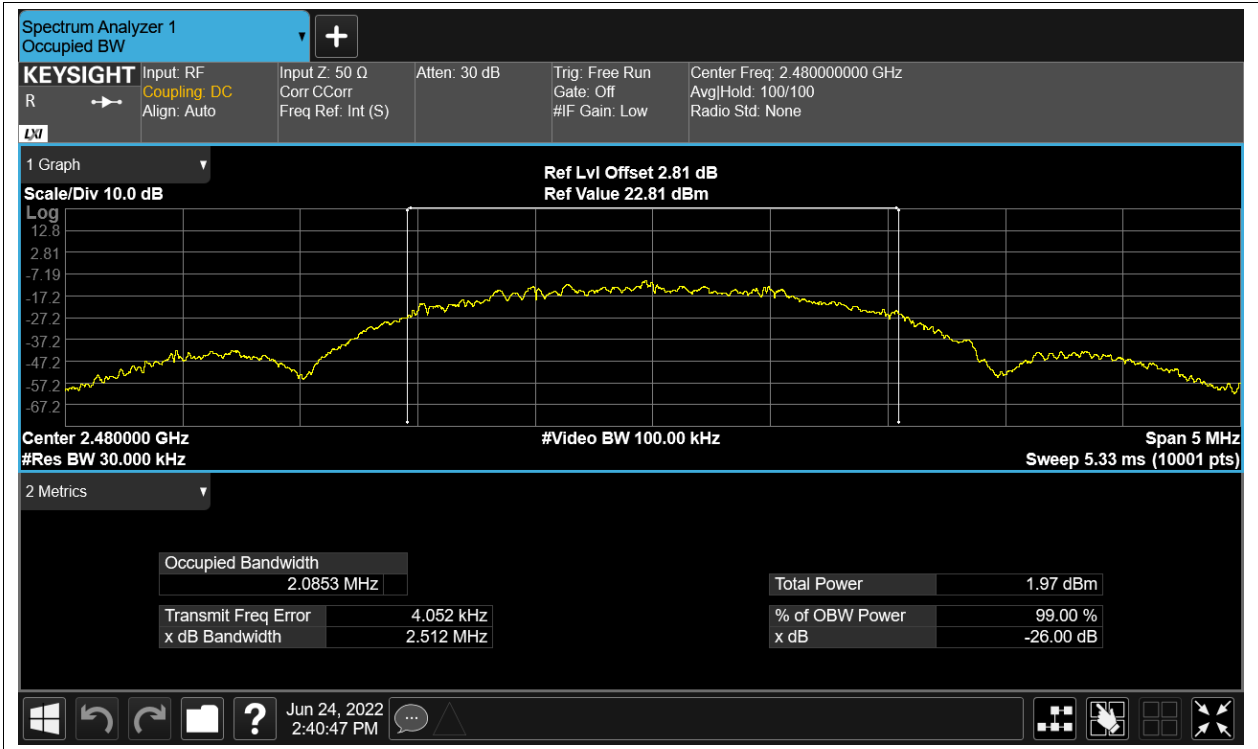 Spectrum Analyzer 1
Occupied BW
KEYSIGHT
R
LXI
Input: RF
Coupling: DC
Align: Auto
Input Z: 50 Ω
Corr CCorr
Freq Ref: Int (S)
Atten: 30 dB
Trig: Free Run
Gate: Off
#IF Gain: Low
Center Freq: 2.480000000 GHz
Avg|Hold: 100/100
Radio Std: None
1 Graph
Scale/Div 10.0 dB
Ref Lvl Offset 2.81 dB
Ref Value 22.81 dBm
Log
12.8
2.81
-7.19
-17.2
-27.2
-37.2
-47.2
-57.2
-67.2
Center 2.480000 GHz
#Video BW 100.00 kHz
Span 5 MHz
#Res BW 30.000 kHz
Sweep 5.33 ms (10001 pts)
2 Metrics
Occupied Bandwidth
2.0853 MHz
Transmit Freq Error 4.052 kHz
x dB Bandwidth 2.512 MHz
Total Power 1.97 dBm
% of OBW Power 99.00 %
x dB -26.00 dB
?
Jun 24, 2022
2:40:47 PM